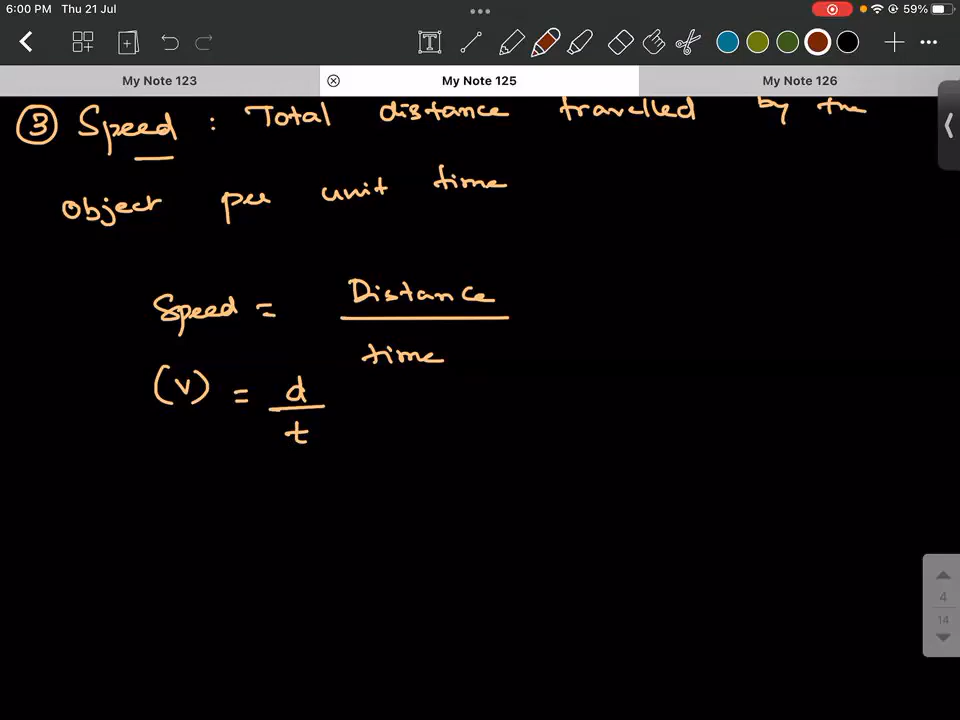 6:00 PM Thu 21 Jul 59%
My Note 123 My Note 125 My Note 126
③ Speed : Total distance travelled by the
object per unit time
Speed = Distance / time
(v) = d / t
4
14